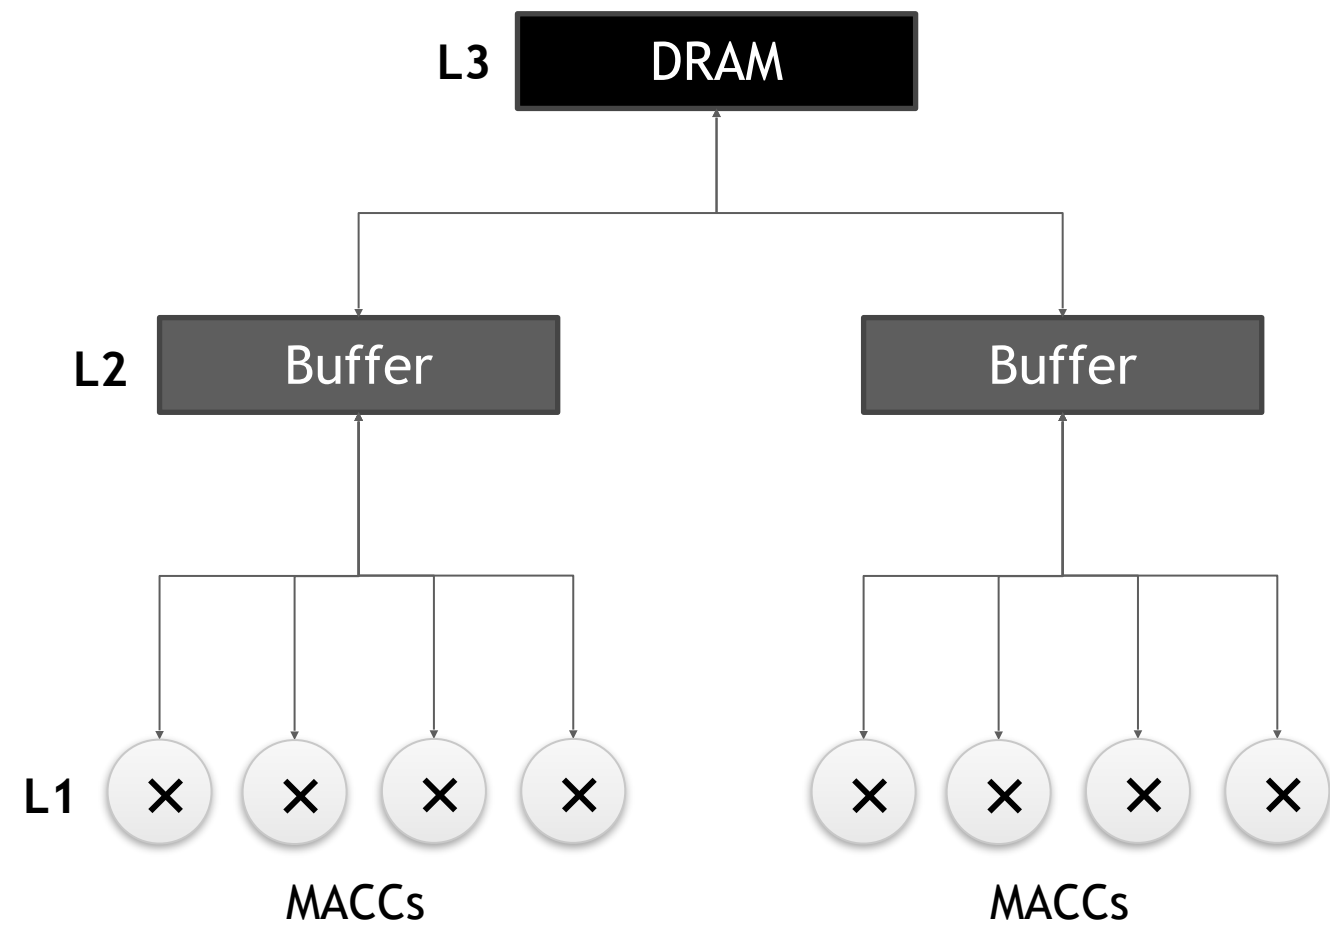 L3
DRAM
L2
Buffer
Buffer
L1
× × × × × × × ×
MACCs
MACCs